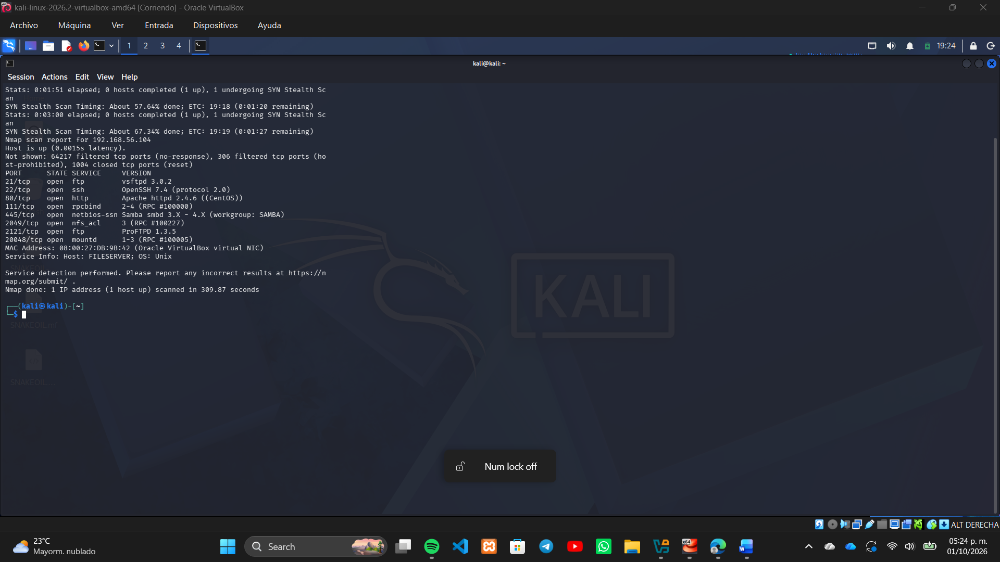 kali-linux-2026.2-virtualbox-amd64 [Corriendo] - Oracle VirtualBox
Archivo Máquina Ver Entrada Dispositivos Ayuda
1 2 3 4 19:24
kali@kali: ~
Session Actions Edit View Help
Stats: 0:01:51 elapsed; 0 hosts completed (1 up), 1 undergoing SYN Stealth Sc
an
SYN Stealth Scan Timing: About 57.64% done; ETC: 19:18 (0:01:20 remaining)
Stats: 0:03:00 elapsed; 0 hosts completed (1 up), 1 undergoing SYN Stealth Sc
an
SYN Stealth Scan Timing: About 67.34% done; ETC: 19:19 (0:01:27 remaining)
Nmap scan report for 192.168.56.104
Host is up (0.0015s latency).
Not shown: 64217 filtered tcp ports (no-response), 306 filtered tcp ports (ho
st-prohibited), 1004 closed tcp ports (reset)
PORT STATE SERVICE VERSION
21/tcp open ftp vsftpd 3.0.2
22/tcp open ssh OpenSSH 7.4 (protocol 2.0)
80/tcp open http Apache httpd 2.4.6 ((CentOS))
111/tcp open rpcbind 2-4 (RPC #100000)
445/tcp open netbios-ssn Samba smbd 3.X - 4.X (workgroup: SAMBA)
2049/tcp open nfs_acl 3 (RPC #100227)
2121/tcp open ftp ProFTPD 1.3.5
20048/tcp open mountd 1-3 (RPC #100005)
MAC Address: 08:00:27:DB:9B:42 (Oracle VirtualBox virtual NIC)
Service Info: Host: FILESERVER; OS: Unix
Service detection performed. Please report any incorrect results at https://n
map.org/submit/ .
Nmap done: 1 IP address (1 host up) scanned in 309.87 seconds
┌──(kali㉿kali)-[~]
└─$
SNAKEOIL.mf
SNAKEOIL....
KALI
Num lock off
ALT DERECHA
23°C
Mayorm. nublado
Search
05:24 p. m.
01/10/2026